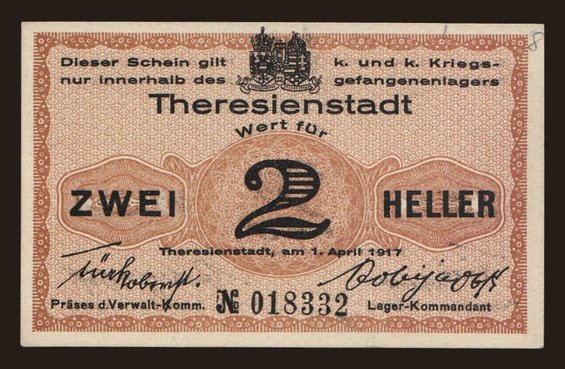 Dieser Schein gilt k. und k. Kriegs-
nur innerhalb des gefangenenlagers
Theresienstadt
Wert für
ZWEI 2 HELLER
Theresienstadt, am 1. April 1917
Präses d. Verwalt-Komm. № 018332 Lager-Kommandant
8